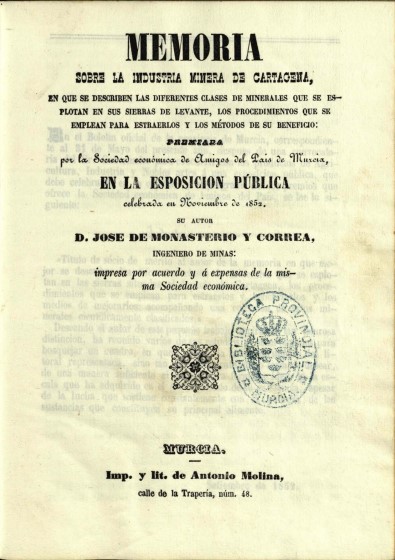 MEMORIA
SOBRE LA INDUSTRIA MINERA DE CARTAGENA,
EN QUE SE DESCRIBEN LAS DIFERENTES CLASES DE MINERALES QUE SE ES-
PLOTAN EN SUS SIERRAS DE LEVANTE, LOS PROCEDIMIENTOS QUE SE
EMPLEAN PARA ESTRAERLOS Y LOS MÉTODOS DE SU BENEFICIO:
PREMIADA
por la Sociedad económica de Amigos del Pais de Murcia,
EN LA ESPOSICION PÚBLICA
celebrada en Noviembre de 1852.
SU AUTOR
D. JOSE DE MONASTERIO Y CORREA,
INGENIERO DE MINAS:
impresa por acuerdo y á expensas de la mis-
ma Sociedad económica.
BIBLIOTECA PROVINCIAL
MURCIA
MURCIA.
Imp. y lit. de Antonio Molina,
calle de la Trapería, núm. 48.